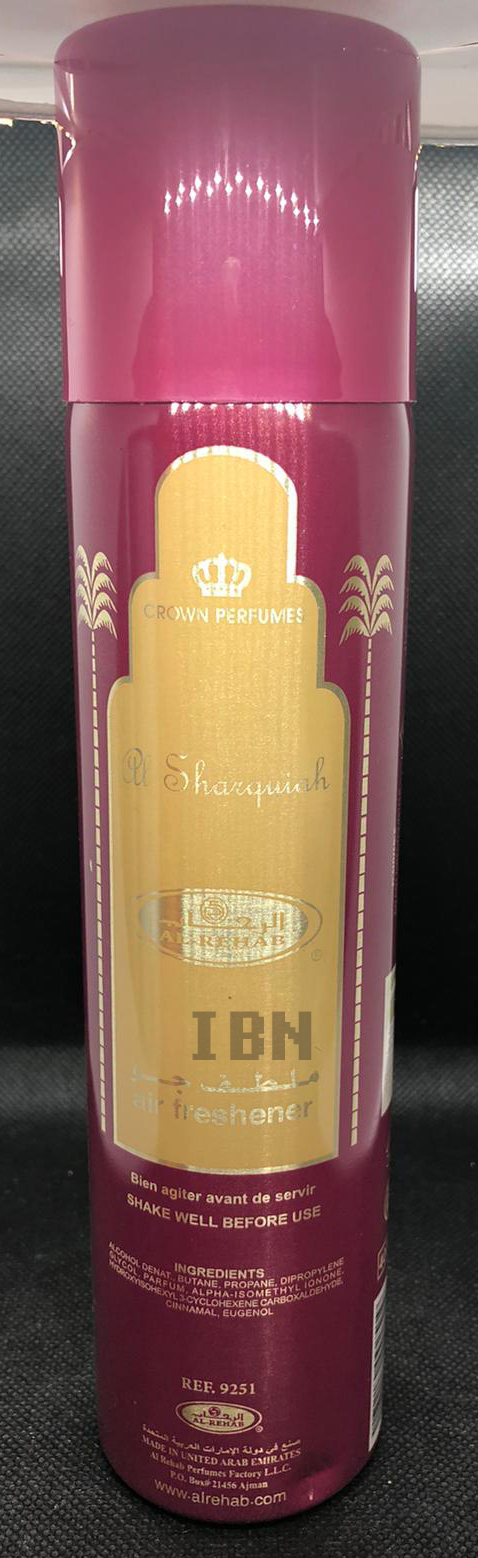 CROWN PERFUMES
Al Sharquiah
الرحاب
AL-REHAB
®
IBN
ملطف جو
air freshener
Bien agiter avant de servir
SHAKE WELL BEFORE USE
INGREDIENTS
ALCOHOL DENAT., BUTANE, PROPANE, DIPROPYLENE
GLYCOL, PARFUM, ALPHA-ISOMETHYL IONONE,
HYDROXYISOHEXYL 3-CYCLOHEXENE CARBOXALDEHYDE,
CINNAMAL, EUGENOL
REF. 9251
الرحاب
AL-REHAB
®
صنع في دولة الإمارات العربية المتحدة
MADE IN UNITED ARAB EMIRATES
Al Rehab Perfumes Factory L.L.C.
P.O. Box# 21456 Ajman
www.alrehab.com